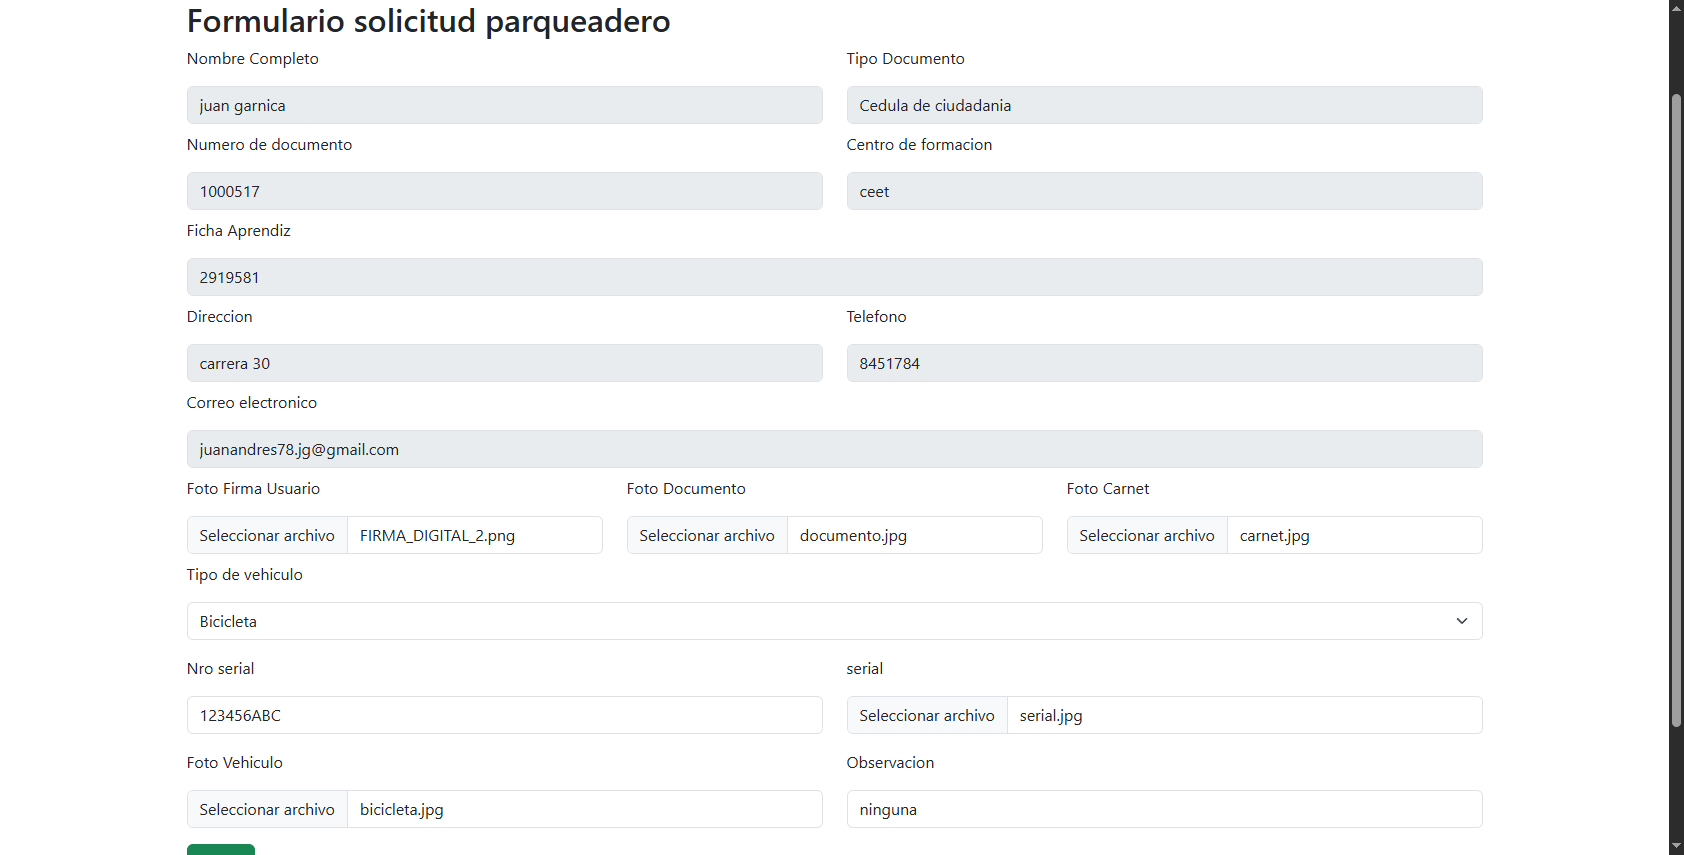 Formulario solicitud parqueadero
Nombre Completo
Tipo Documento
juan garnica
Cedula de ciudadania
Numero de documento
Centro de formacion
1000517
ceet
Ficha Aprendiz
2919581
Direccion
Telefono
carrera 30
8451784
Correo electronico
juanandres78.jg@gmail.com
Foto Firma Usuario
Foto Documento
Foto Carnet
Seleccionar archivo FIRMA_DIGITAL_2.png
Seleccionar archivo documento.jpg
Seleccionar archivo carnet.jpg
Tipo de vehiculo
Bicicleta
Nro serial
serial
123456ABC
Seleccionar archivo serial.jpg
Foto Vehiculo
Observacion
Seleccionar archivo bicicleta.jpg
ninguna